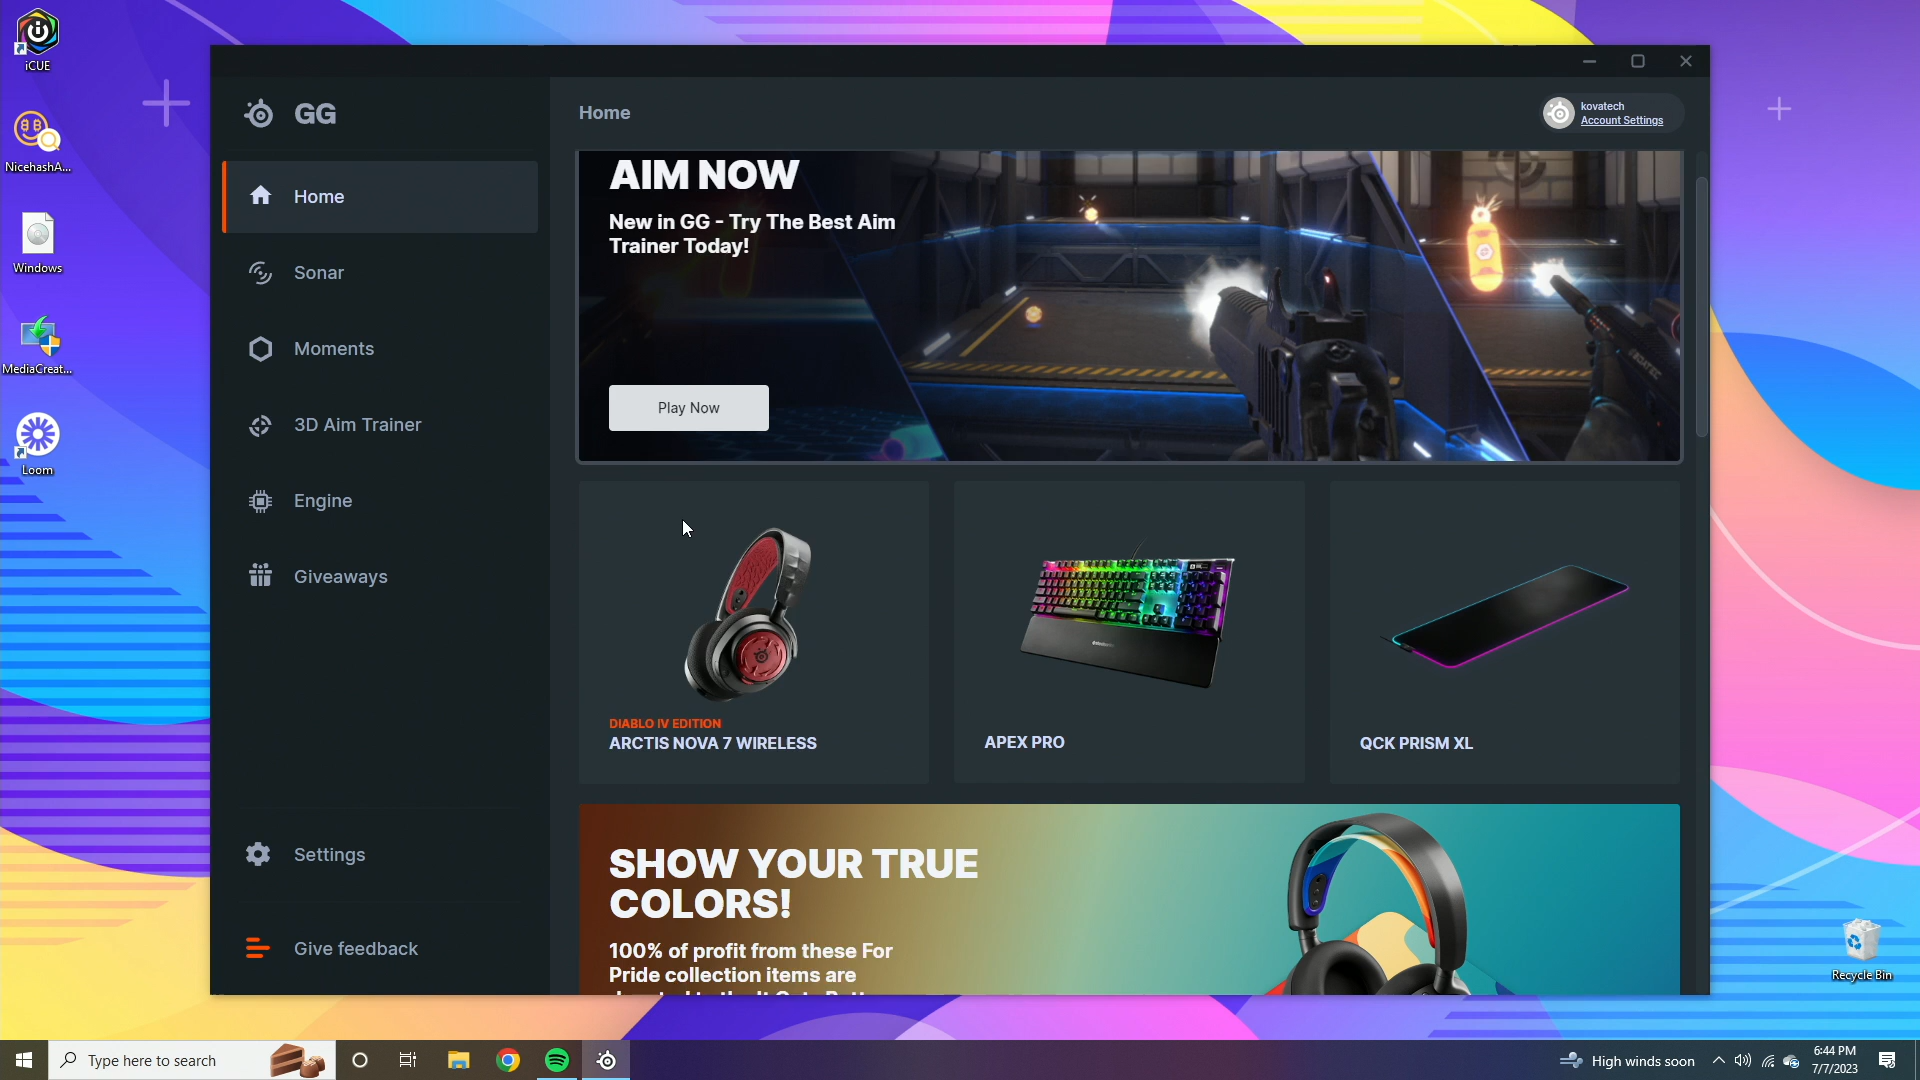 iCUE
NicehashA...
Windows
MediaCreat...
Loom
GG
Home
Sonar
Moments
3D Aim Trainer
Engine
Giveaways
Settings
Give feedback
Home
kovatech
Account Settings
AIM NOW
New in GG - Try The Best Aim
Trainer Today!
Play Now
DIABLO IV EDITION
ARCTIS NOVA 7 WIRELESS
APEX PRO
QCK PRISM XL
SHOW YOUR TRUE
COLORS!
100% of profit from these For
Pride collection items are
Recycle Bin
Type here to search
High winds soon
6:44 PM
7/7/2023